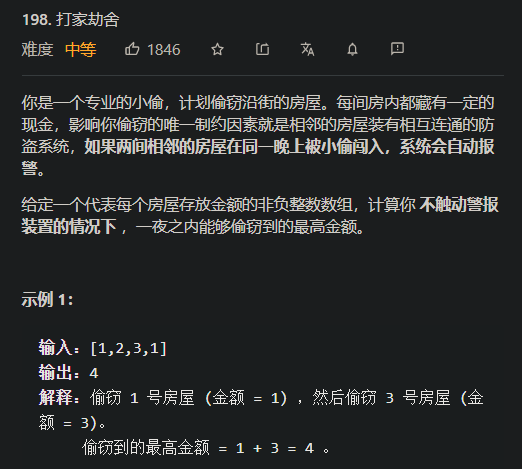 198. 打家劫舍
难度 中等 1846
你是一个专业的小偷，计划偷窃沿街的房屋。每间房内都藏有一定的
现金，影响你偷窃的唯一制约因素就是相邻的房屋装有相互连通的防
盗系统，如果两间相邻的房屋在同一晚上被小偷闯入，系统会自动报
警。
给定一个代表每个房屋存放金额的非负整数数组，计算你 不触动警报
装置的情况下 ，一夜之内能够偷窃到的最高金额。
示例 1：
输入：[1,2,3,1]
输出：4
解释：偷窃 1 号房屋 (金额 = 1) ，然后偷窃 3 号房屋 (金
额 = 3)。
偷窃到的最高金额 = 1 + 3 = 4 。